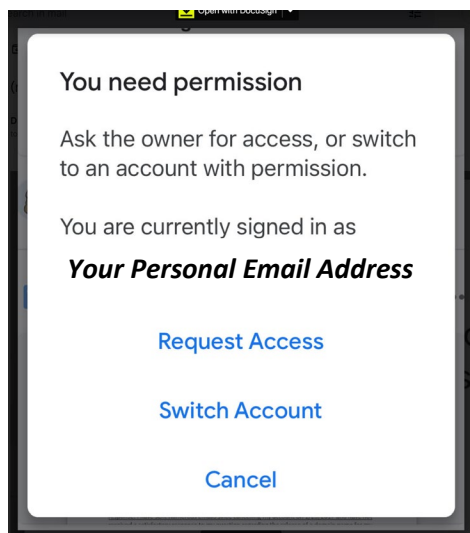 Open with DocuSign
You need permission
Ask the owner for access, or switch
to an account with permission.
You are currently signed in as
Your Personal Email Address
Request Access
Switch Account
Cancel